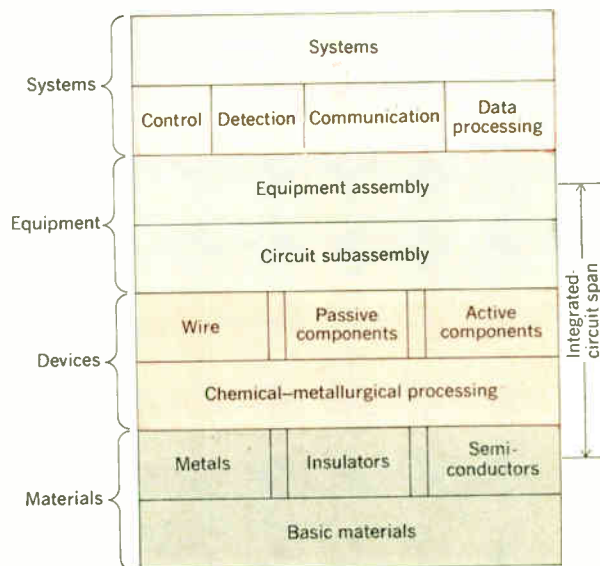 Systems
Systems
Control
Detection
Communication
Data
processing
Equipment
Equipment assembly
Circuit subassembly
Devices
Wire
Passive
components
Active
components
Chemical–metallurgical processing
Materials
Metals
Insulators
Semi-
conductors
Basic materials
Integrated-
circuit span